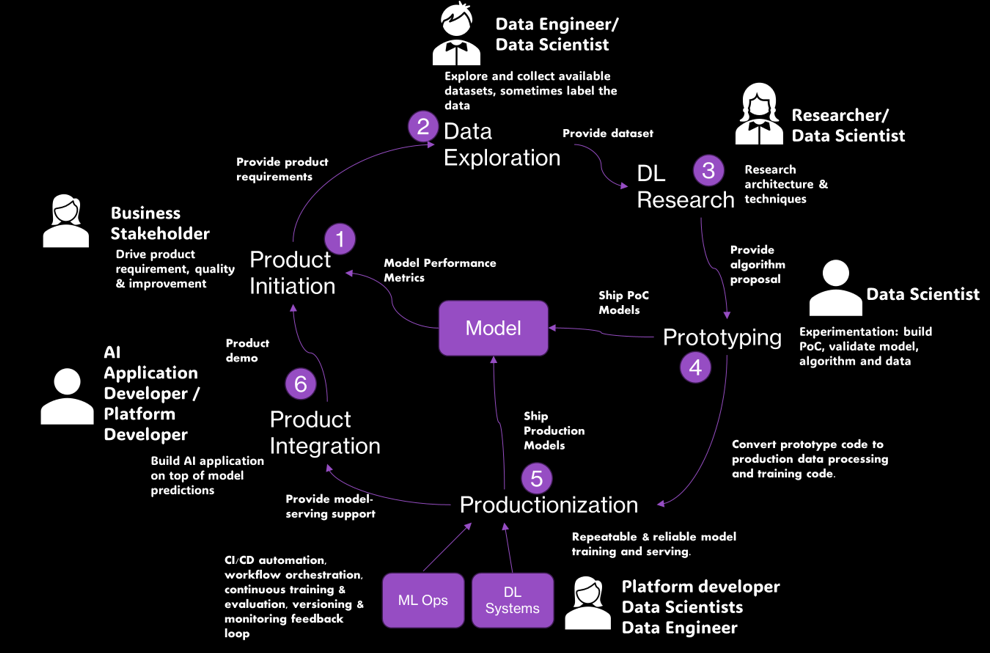 Data Engineer/
Data Scientist
Explore and collect available
datasets, sometimes label the
data
2
Data
Exploration
Provide dataset
Researcher/
Data Scientist
3
DL
Research
Research
architecture &
techniques
Provide product
requirements
Business
Stakeholder
Drive product
requirement, quality
& improvement
1
Product
Initiation
Model Performance
Metrics
Provide
algorithm
proposal
Data Scientist
Experimentation: build
PoC, validate model,
algorithm and data
Ship PoC
Models
Model
Prototyping
4
Product
demo
AI
Application
Developer /
Platform
Developer
6
Product
Integration
Build AI application
on top of model
predictions
Ship
Production
Models
Convert prototype code to
production data processing
and training code.
5
Productionization
Provide model-
serving support
Repeatable & reliable model
training and serving.
CI/CD automation,
workflow orchestration,
continuous training &
evaluation, versioning &
monitoring feedback
loop
ML Ops
DL
Systems
Platform developer
Data Scientists
Data Engineer